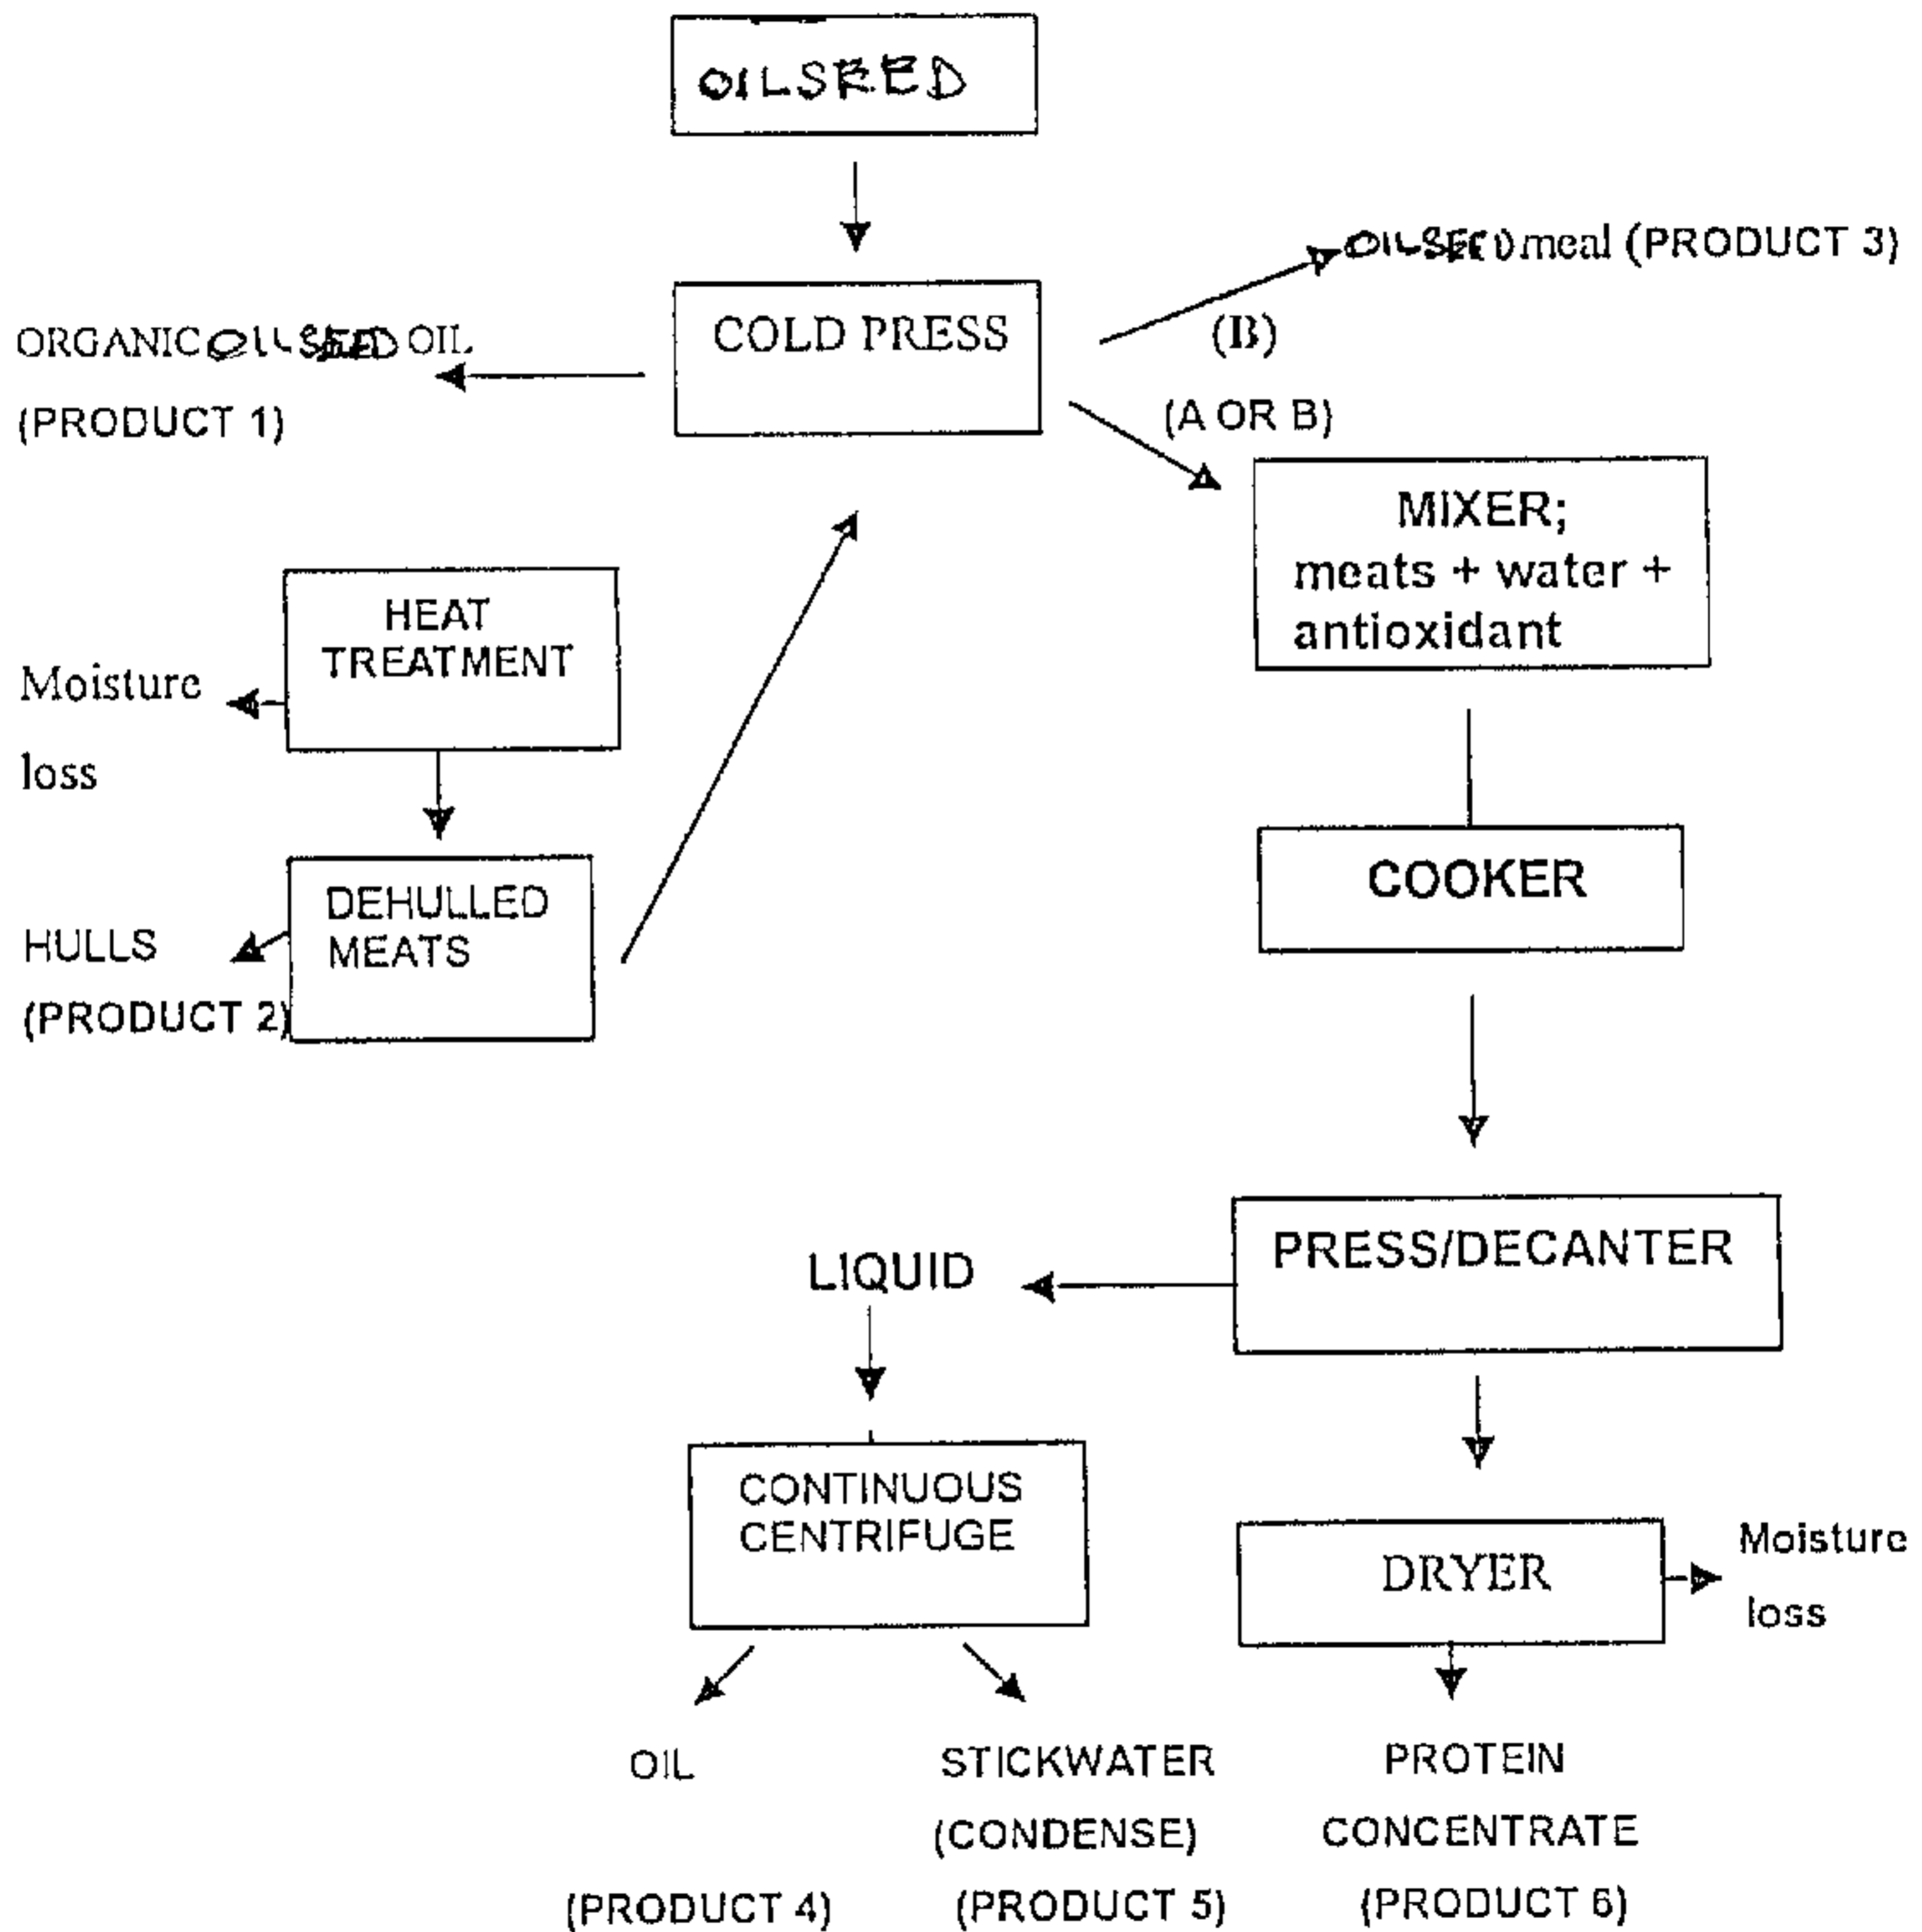 OILSEED
OILSEED meal (PRODUCT 3)
COLD PRESS
(B)
ORGANIC OILSEED OIL
(PRODUCT 1)
(A OR B)
MIXER;
meats + water +
antioxidant
HEAT
TREATMENT
Moisture
loss
COOKER
DEHULLED
MEATS
HULLS
(PRODUCT 2)
PRESS/DECANTER
LIQUID
CONTINUOUS
CENTRIFUGE
DRYER
Moisture
loss
OIL
(PRODUCT 4)
STICKWATER
(CONDENSE)
(PRODUCT 5)
PROTEIN
CONCENTRATE
(PRODUCT 6)